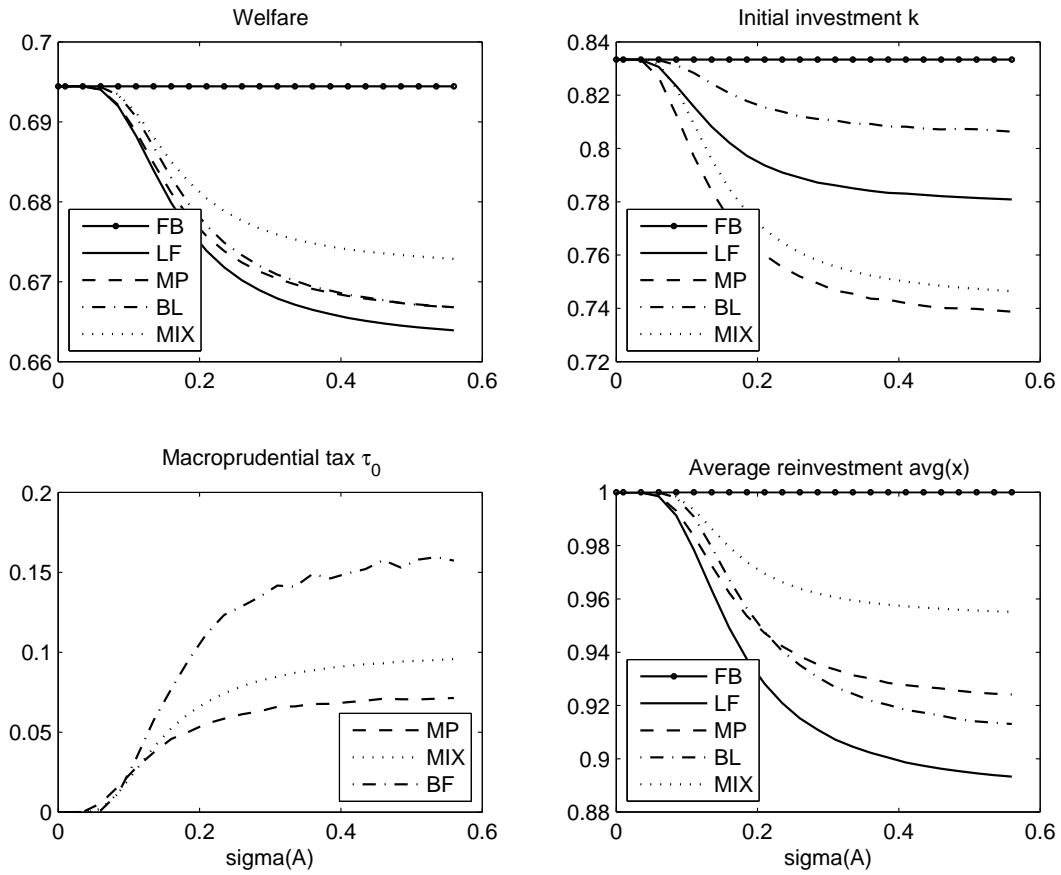 Welfare
0.7
0.69
0.68
0.67
0.66
0
0.2
0.4
0.6
FB
LF
MP
BL
MIX
Initial investment k
0.84
0.82
0.8
0.78
0.76
0.74
0.72
0
0.2
0.4
0.6
FB
LF
MP
BL
MIX
Macroprudential tax τ0
0.2
0.15
0.1
0.05
0
0
0.2
0.4
0.6
sigma(A)
MP
MIX
BF
Average reinvestment avg(x)
1
0.98
0.96
0.94
0.92
0.9
0.88
0
0.2
0.4
0.6
sigma(A)
FB
LF
MP
BL
MIX